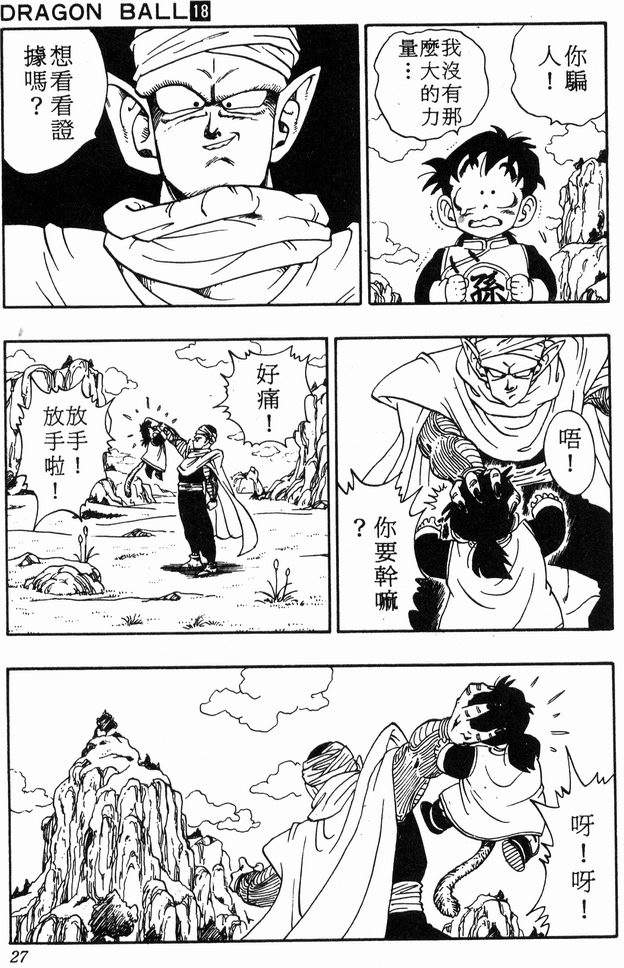 DRAGON BALL 18
你騙
人！
我沒有那
麼大的力
量…
孫
想看看證
據嗎？
唔！
你要幹嘛
？
好痛！
放手！
放手啦！
呀！呀！
27